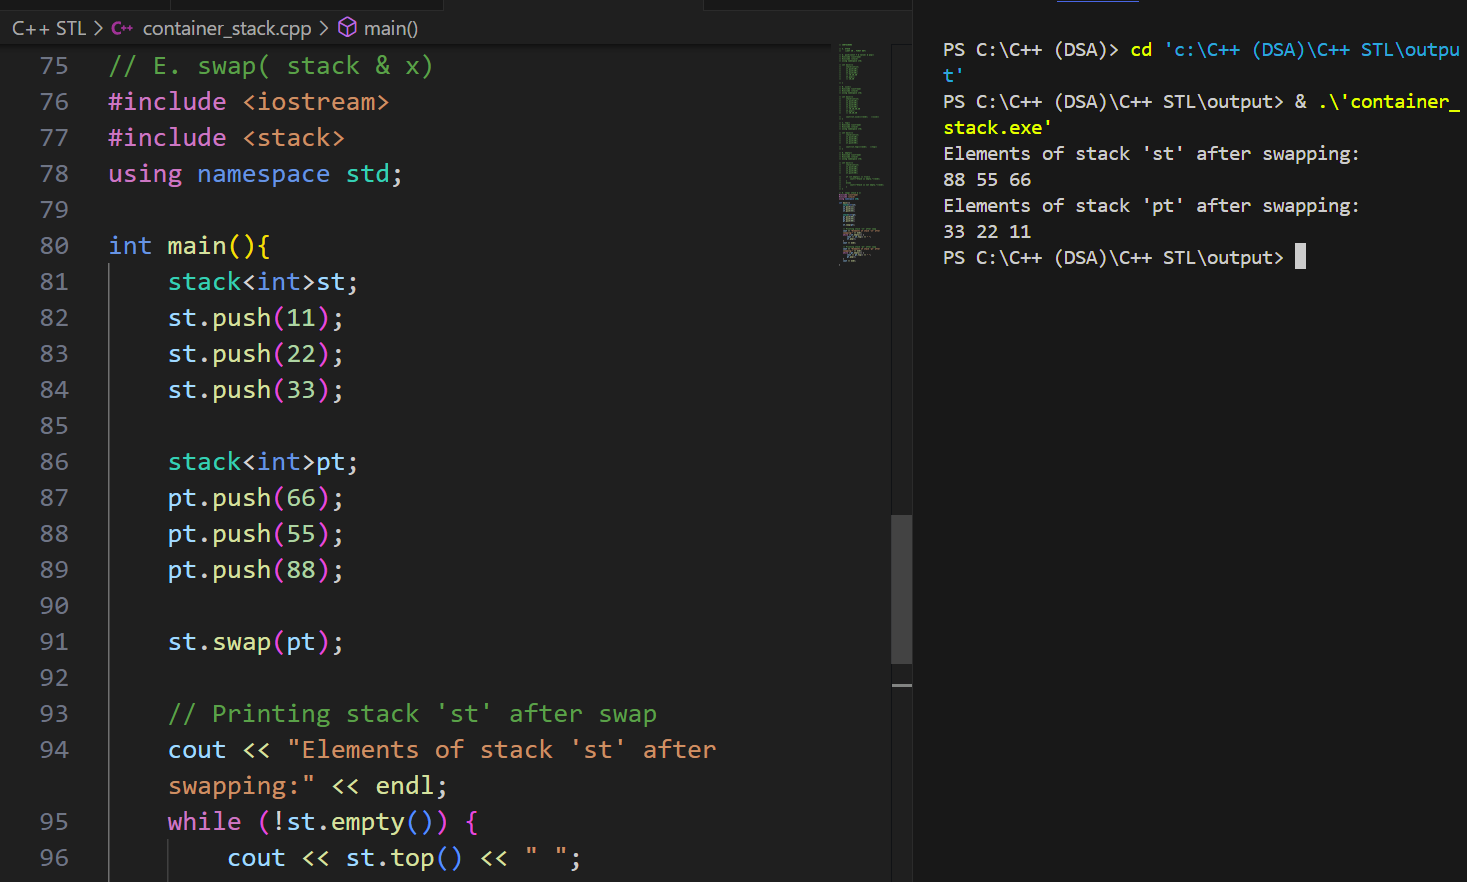 C++ STL > container_stack.cpp > main()
75 // E. swap( stack & x)
76 #include <iostream>
77 #include <stack>
78 using namespace std;
79
80 int main(){
81     stack<int>st;
82     st.push(11);
83     st.push(22);
84     st.push(33);
85
86     stack<int>pt;
87     pt.push(66);
88     pt.push(55);
89     pt.push(88);
90
91     st.swap(pt);
92
93     // Printing stack 'st' after swap
94     cout << "Elements of stack 'st' after
    swapping:" << endl;
95     while (!st.empty()) {
96         cout << st.top() << " ";
PS C:\C++ (DSA)> cd 'c:\C++ (DSA)\C++ STL\outpu
t'
PS C:\C++ (DSA)\C++ STL\output> & .\'container_
stack.exe'
Elements of stack 'st' after swapping:
88 55 66
Elements of stack 'pt' after swapping:
33 22 11
PS C:\C++ (DSA)\C++ STL\output>